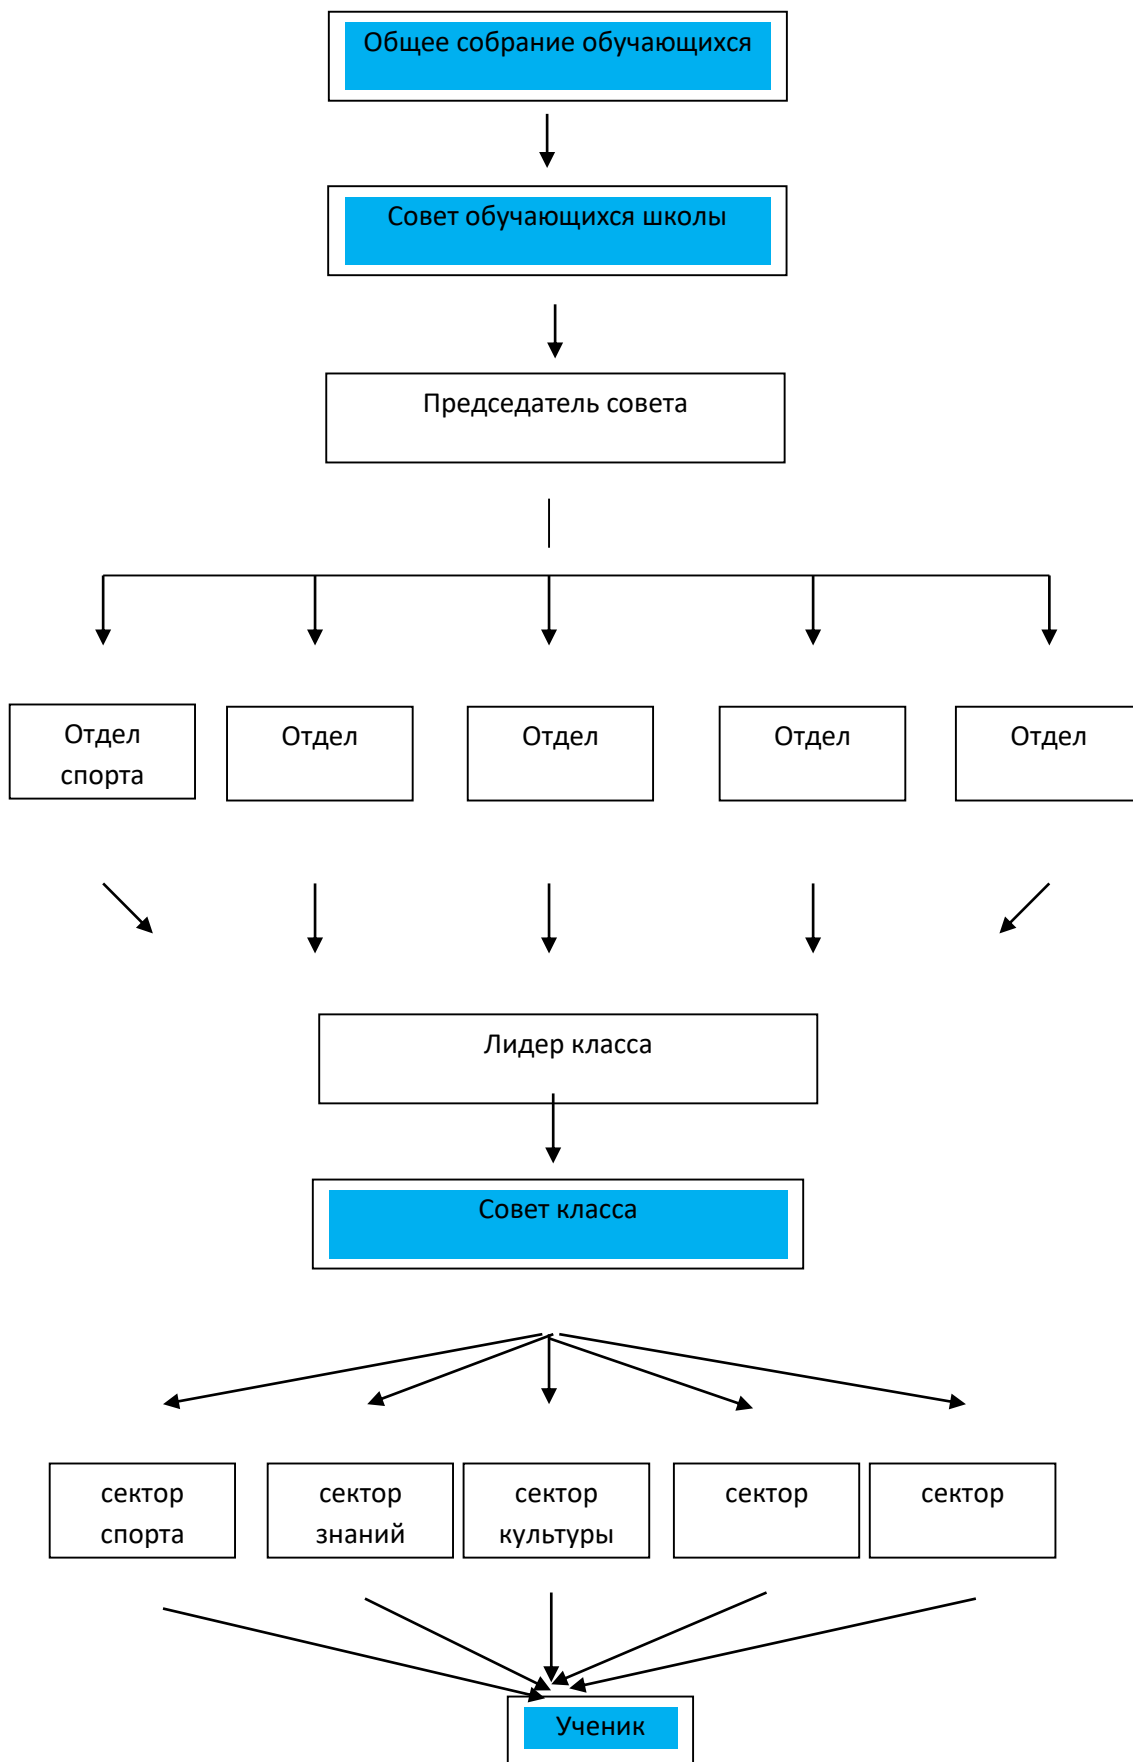 Общее собрание обучающихся
Совет обучающихся школы
Председатель совета
Отдел
спорта
Отдел
Отдел
Отдел
Отдел
Лидер класса
Совет класса
сектор
спорта
сектор
знаний
сектор
культуры
сектор
сектор
Ученик